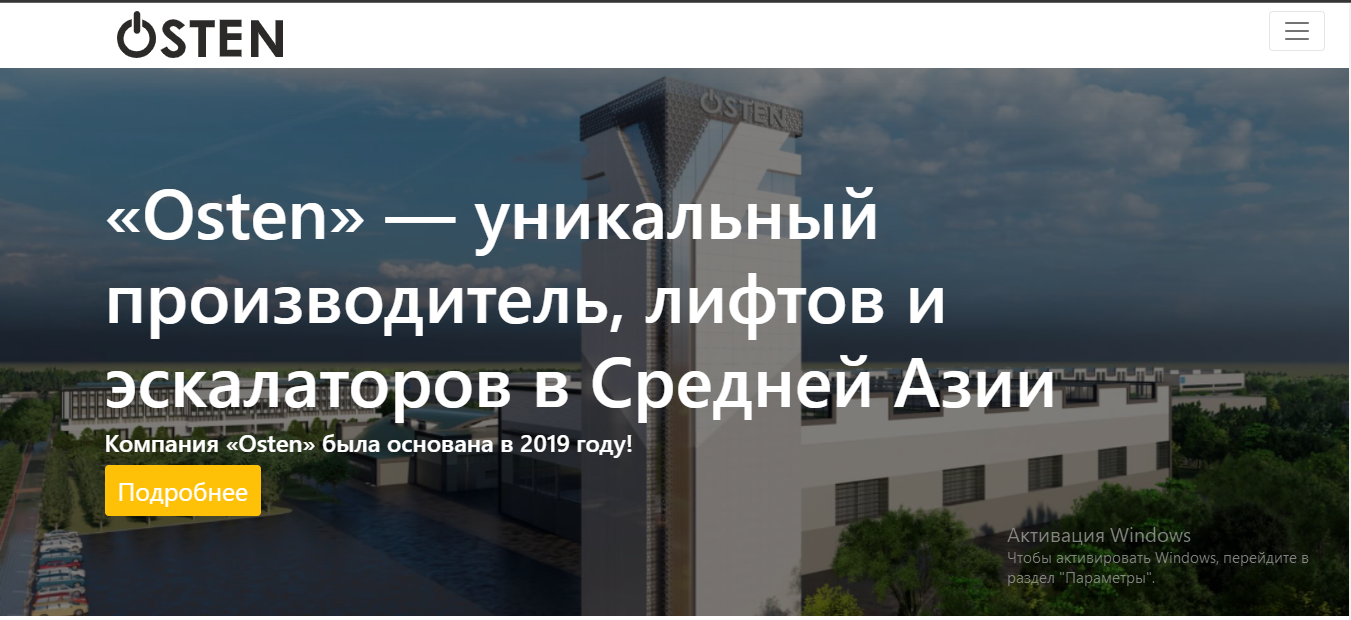 OSTEN
OSTEN
«Osten» — уникальный
производитель, лифтов и
эскалаторов в Средней Азии
Компания «Osten» была основана в 2019 году!
Подробнее
Активация Windows
Чтобы активировать Windows, перейдите в
раздел "Параметры".